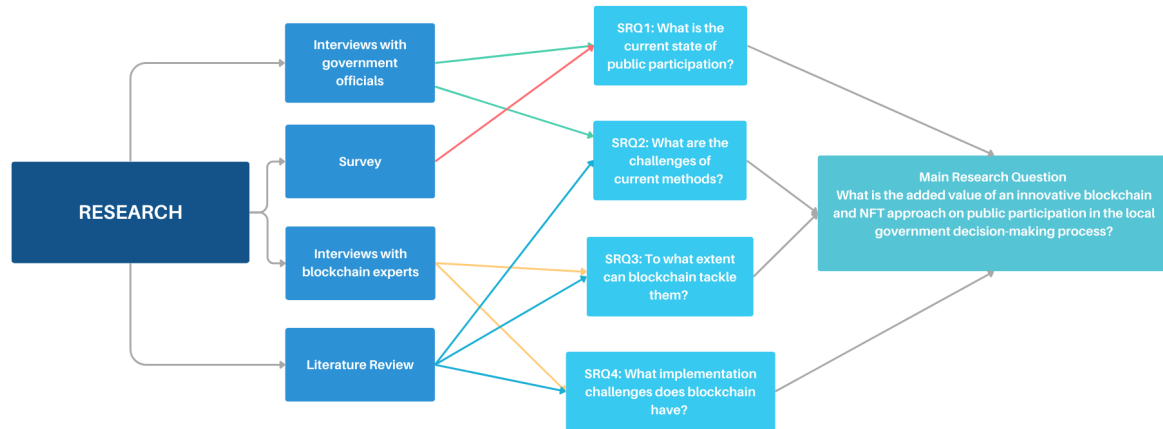 RESEARCH
Interviews with
government
officials
Survey
Interviews with
blockchain experts
Literature Review
SRQ1: What is the
current state of
public participation?
SRQ2: What are the
challenges of
current methods?
SRQ3: To what extent
can blockchain tackle
them?
SRQ4: What implementation
challenges does blockchain
have?
Main Research Question
What is the added value of an innovative blockchain
and NFT approach on public participation in the local
government decision-making process?